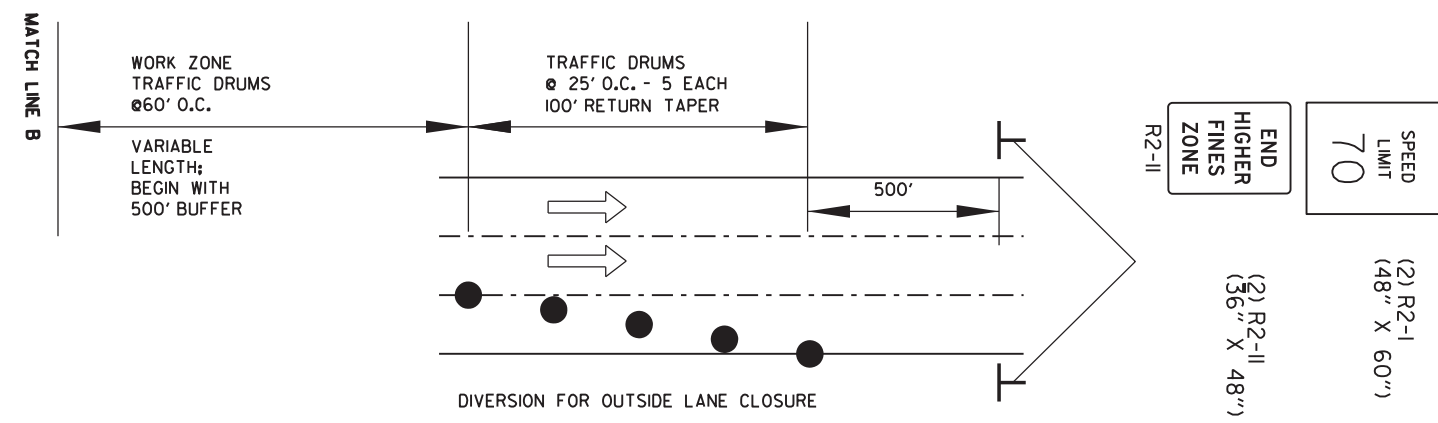 MATCH LINE B
WORK ZONE
TRAFFIC DRUMS
@60' O.C.
VARIABLE
LENGTH;
BEGIN WITH
500' BUFFER
TRAFFIC DRUMS
@ 25' O.C. - 5 EACH
100' RETURN TAPER
500'
DIVERSION FOR OUTSIDE LANE CLOSURE
END
HIGHER
FINES
ZONE
R2-11
SPEED
LIMIT
70
(2) R2-11
(36" X 48")
(2) R2-1
(48" X 60")